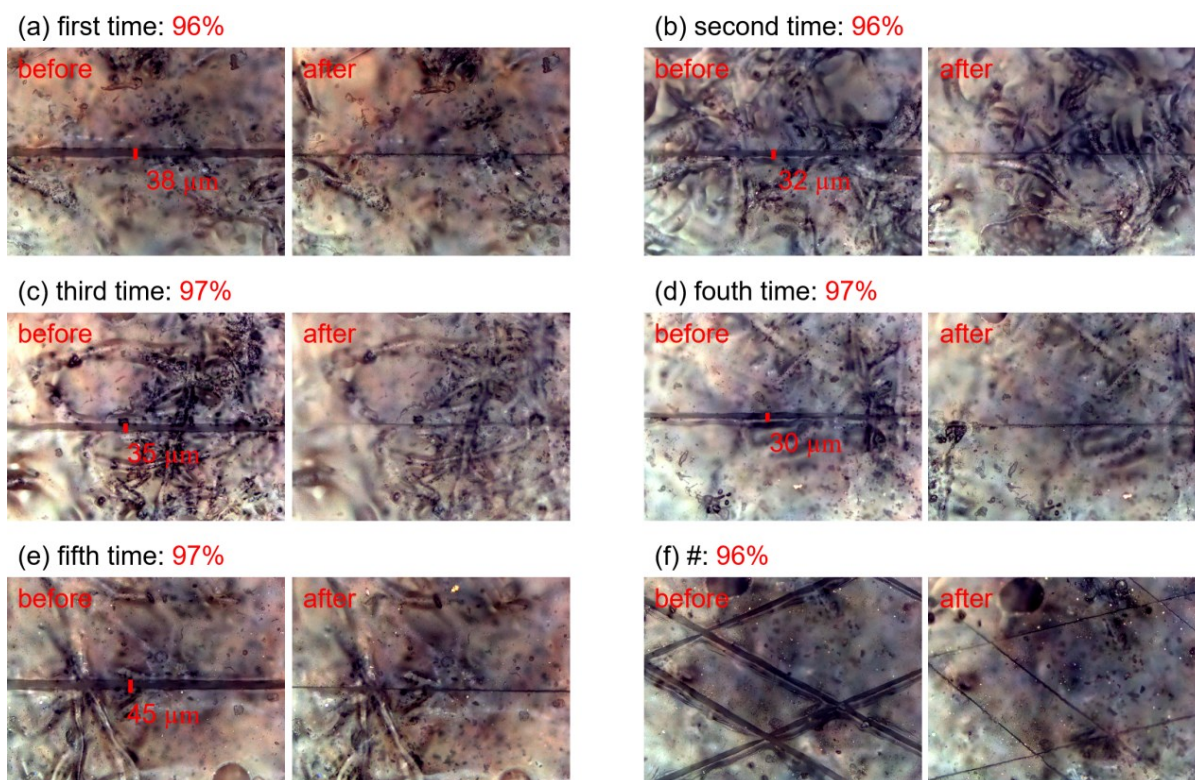 (a) first time: 96%
before
after
38 μm
(b) second time: 96%
before
after
32 μm
(c) third time: 97%
before
after
35 μm
(d) fouth time: 97%
before
after
30 μm
(e) fifth time: 97%
before
after
45 μm
(f) #: 96%
before
after